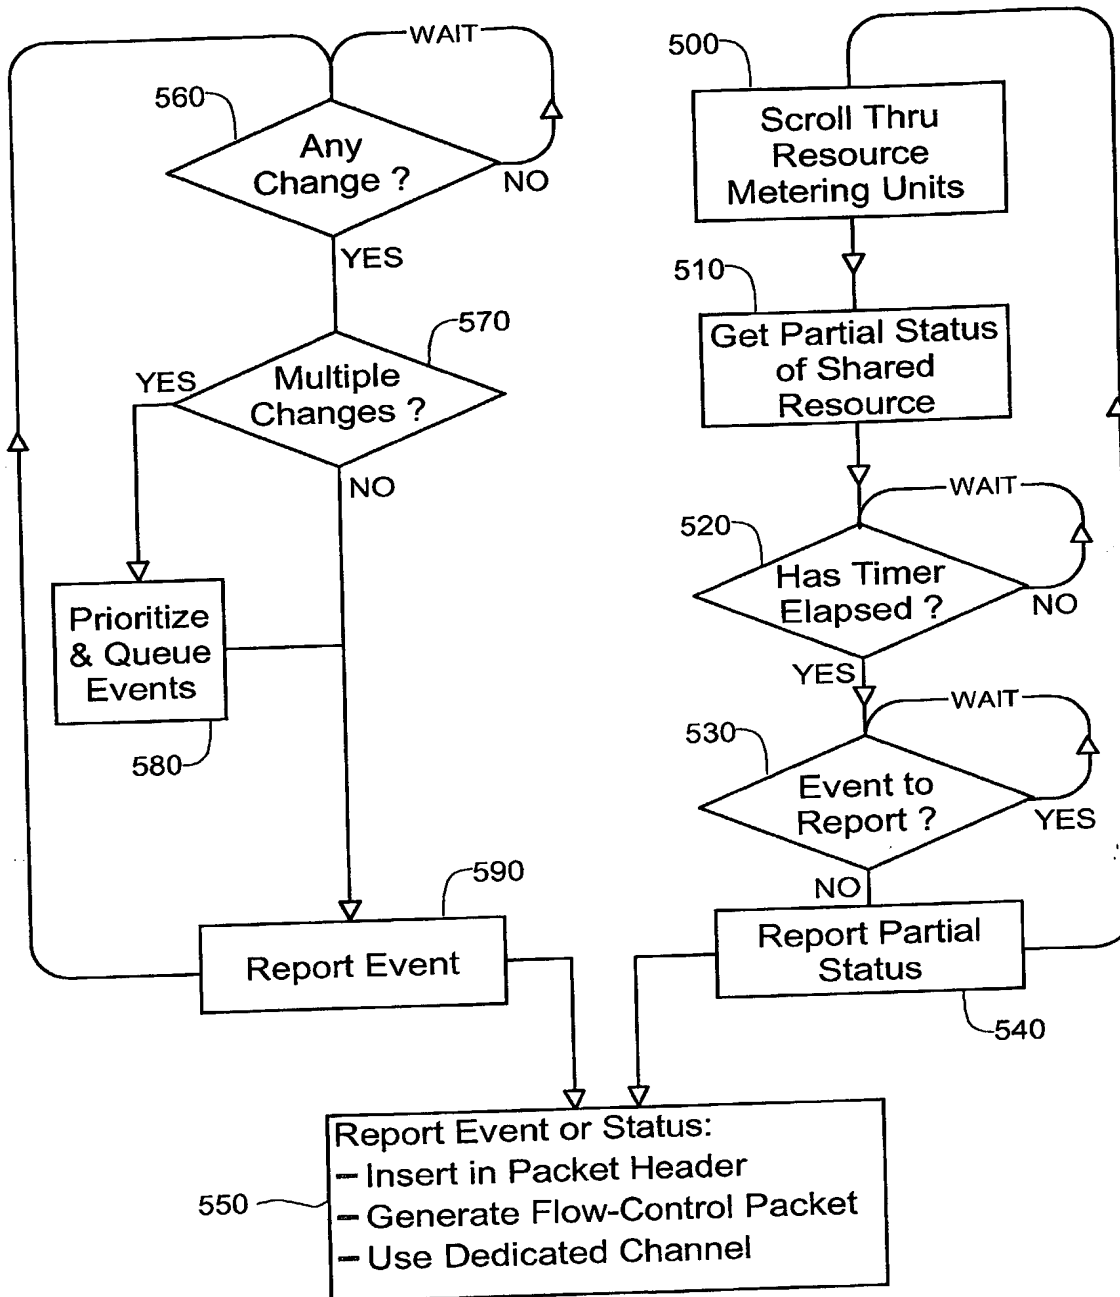 WAIT
560
Any
Change ?
NO
YES
570
YES
Multiple
Changes ?
NO
Prioritize
& Queue
Events
580
590
Report Event
500
Scroll Thru
Resource
Metering Units
510
Get Partial Status
of Shared
Resource
WAIT
520
Has Timer
Elapsed ?
NO
YES
WAIT
530
Event to
Report ?
YES
NO
Report Partial
Status
540
550
Report Event or Status:
– Insert in Packet Header
– Generate Flow-Control Packet
– Use Dedicated Channel